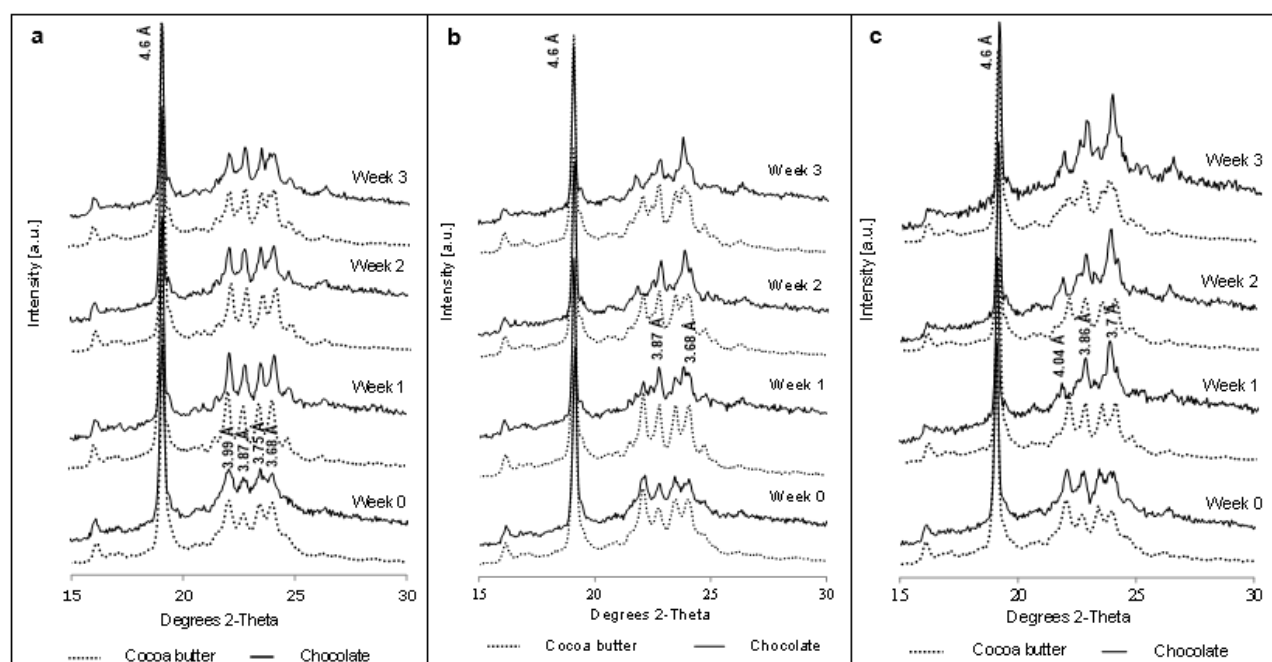 a
4.6 Å
Week 3
Week 2
Week 1
3.99 Å
3.87 Å
3.75 Å
3.68 Å
Week 0
Intensity [a.u.]
15 20 25 30
Degrees 2-Theta
Cocoa butter Chocolate
b
4.6 Å
Week 3
Week 2
3.87 Å
3.68 Å
Week 1
Week 0
Intensity [a.u.]
15 20 25 30
Degrees 2-Theta
Cocoa butter Chocolate
c
4.6 Å
Week 3
Week 2
4.04 Å
3.86 Å
3.7 Å
Week 1
Week 0
Intensity [a.u.]
15 20 25 30
Degrees 2-Theta
Cocoa butter Chocolate